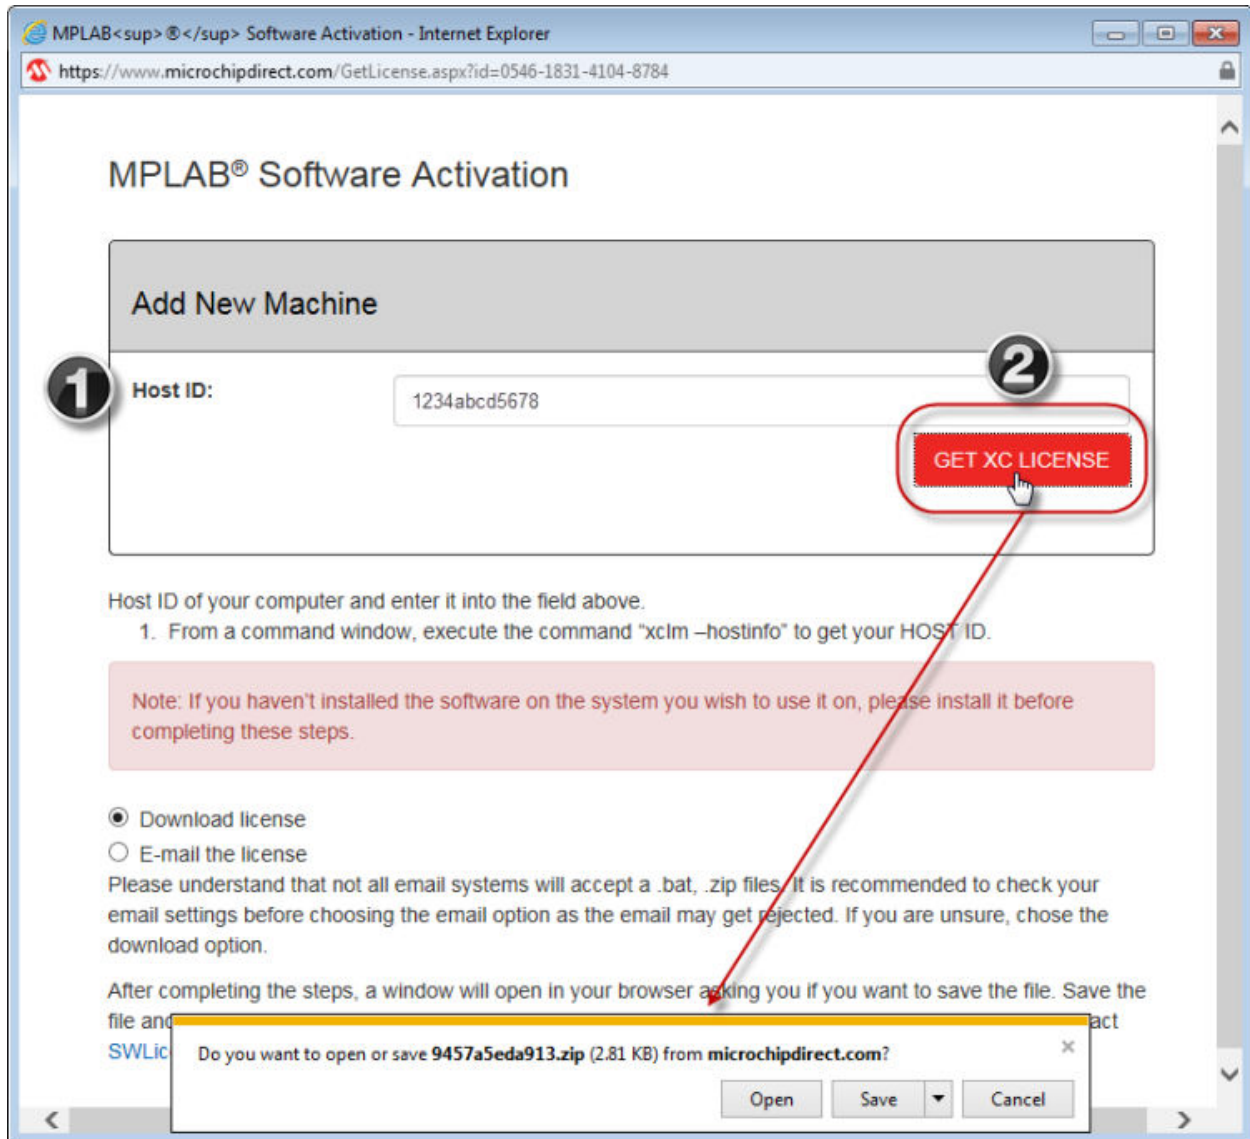 MPLAB<sup>®</sup> Software Activation - Internet Explorer
https://www.microchipdirect.com/GetLicense.aspx?id=0546-1831-4104-8784
MPLAB® Software Activation
Add New Machine
1
2
Host ID:
1234abcd5678
GET XC LICENSE
Host ID of your computer and enter it into the field above.
1. From a command window, execute the command “xclm –hostinfo” to get your HOST ID.
Note: If you haven't installed the software on the system you wish to use it on, please install it before
completing these steps.
Download license
E-mail the license
Please understand that not all email systems will accept a .bat, .zip files. It is recommended to check your
email settings before choosing the email option as the email may get rejected. If you are unsure, chose the
download option.
After completing the steps, a window will open in your browser asking you if you want to save the file. Save the
file and act
SWLic
Do you want to open or save 9457a5eda913.zip (2.81 KB) from microchipdirect.com?
Open
Save
Cancel